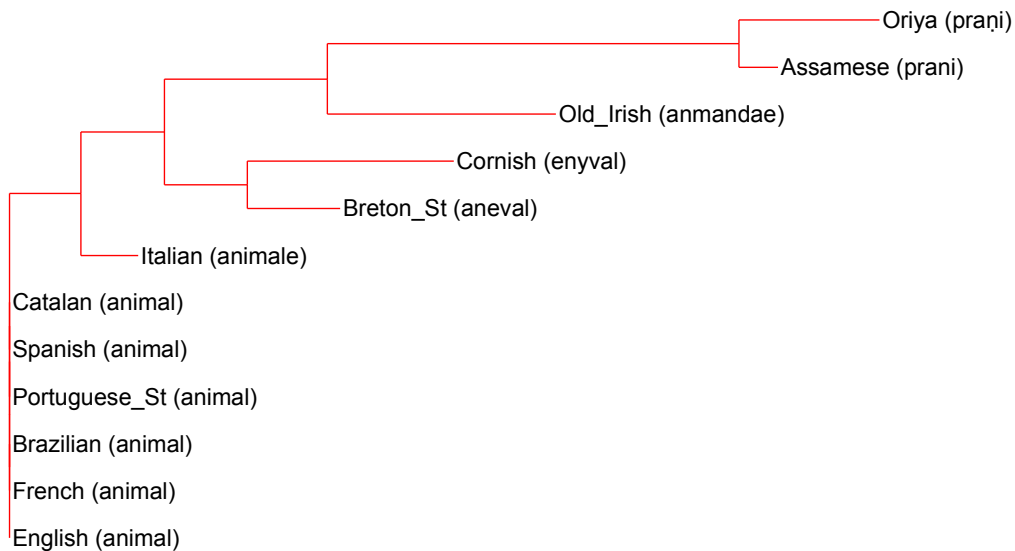 Oriya (praṇi)
Assamese (prani)
Old_Irish (anmandae)
Cornish (enyval)
Breton_St (aneval)
Italian (animale)
Catalan (animal)
Spanish (animal)
Portuguese_St (animal)
Brazilian (animal)
French (animal)
English (animal)